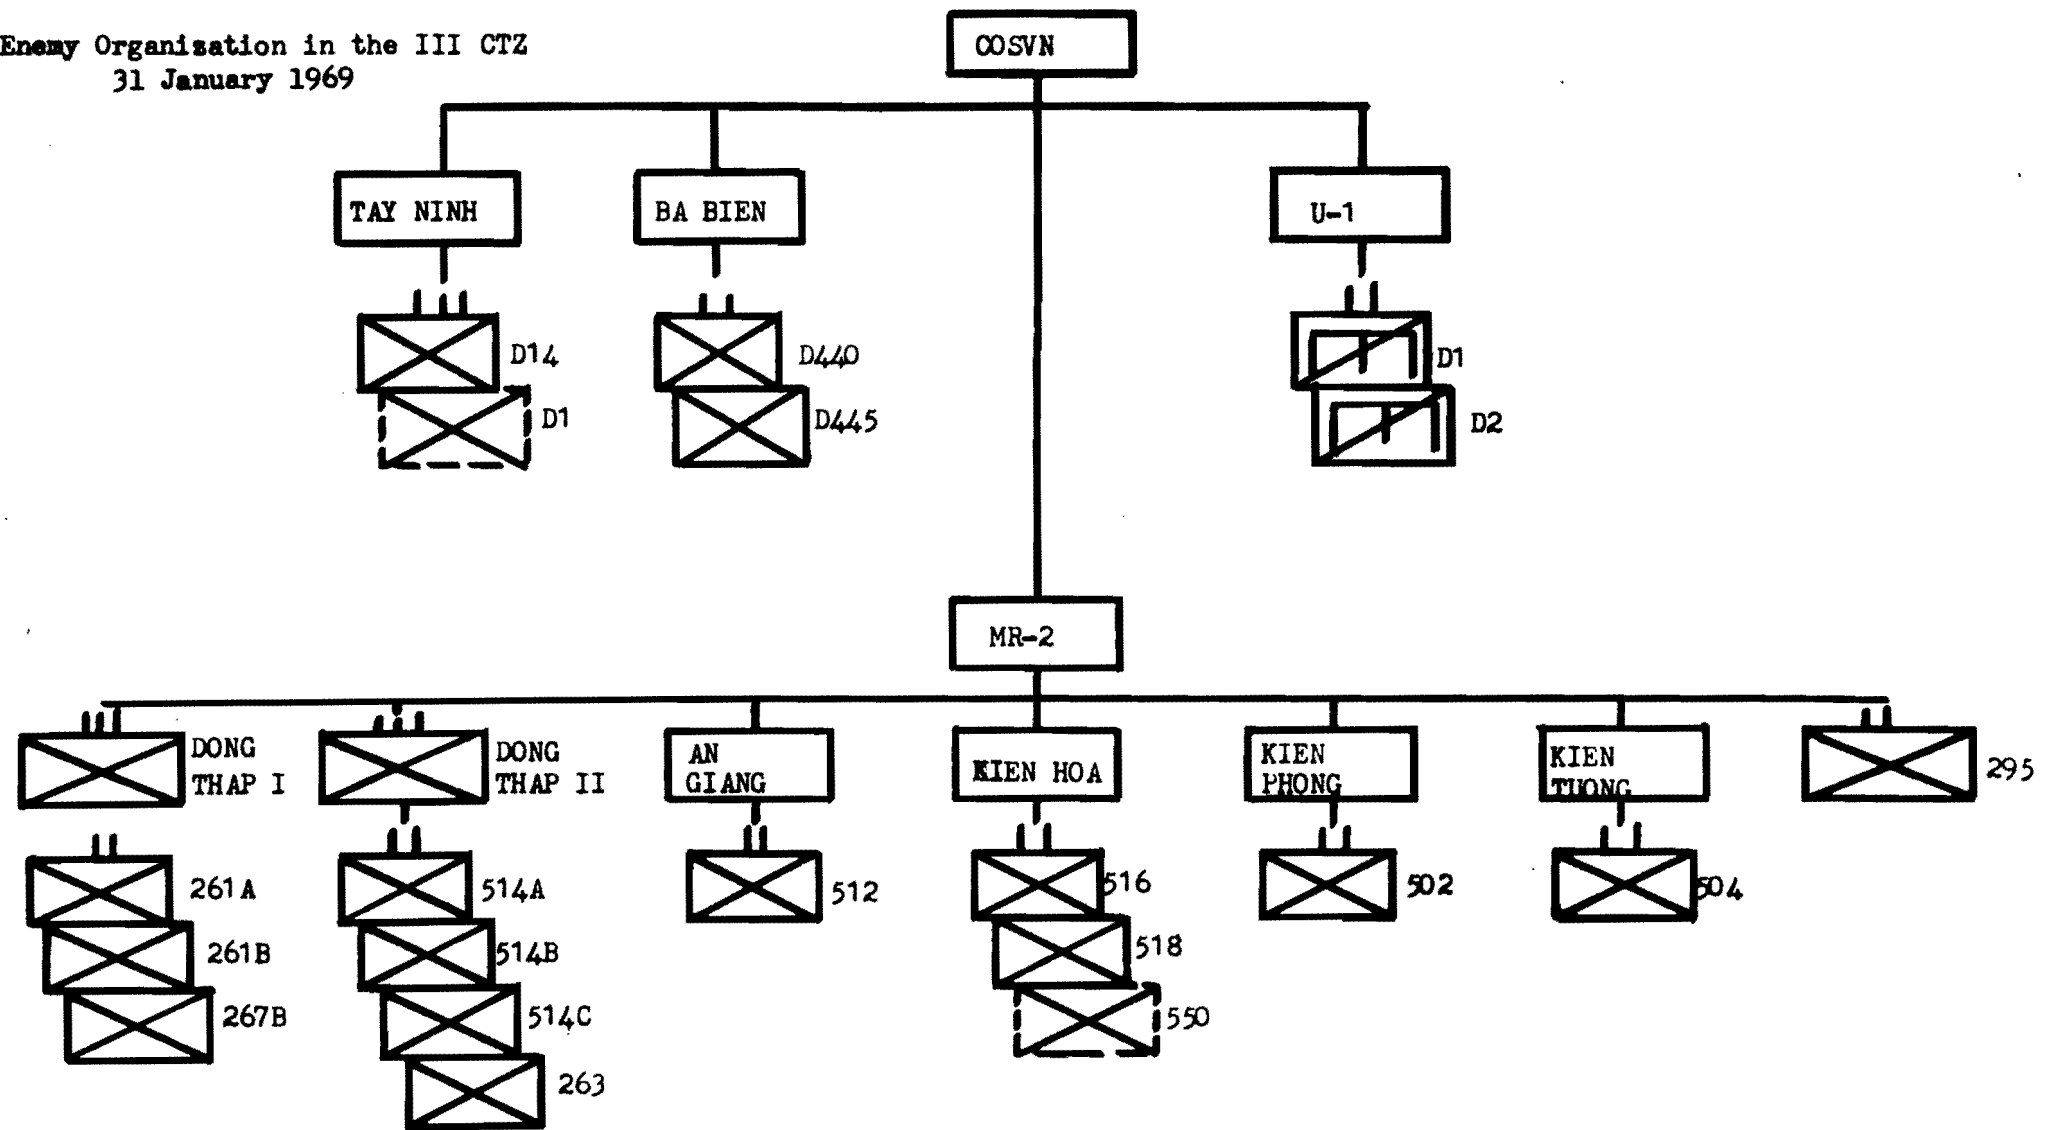 Enemy Organisation in the III CTZ
31 January 1969
COSVN
TAY NINH
BA BIEN
U-1
D14
D1
D440
D445
D1
D2
MR-2
DONG
THAP I
DONG
THAP II
AN
GIANG
KIEN HOA
KIEN
PHONG
KIEN
TUONG
295
261A
261B
267B
514A
514B
514C
263
512
516
518
550
502
504